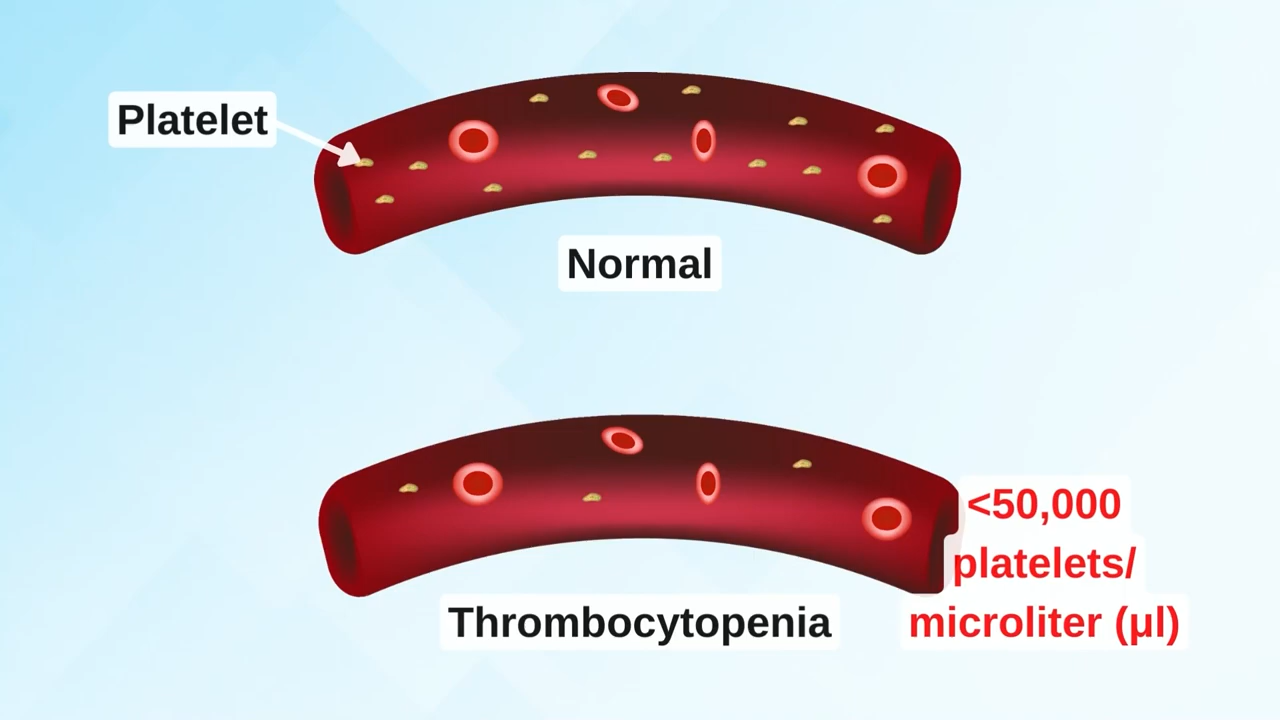 Platelet
Normal
Thrombocytopenia
<50,000
platelets/
microliter (µl)